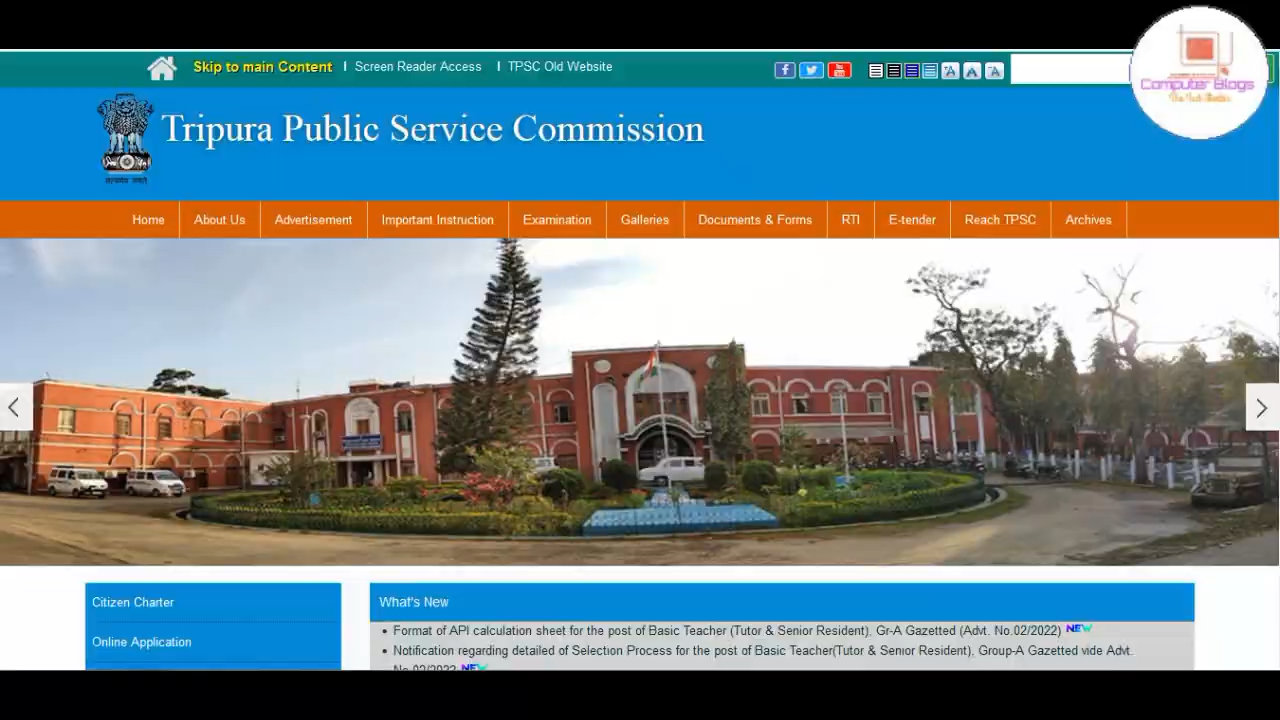 Skip to main Content | Screen Reader Access | TPSC Old Website
A A A
Computer Blogs
Tripura Public Service Commission
Home About Us Advertisement Important Instruction Examination Galleries Documents & Forms RTI E-tender Reach TPSC Archives
Citizen Charter
Online Application
What's New
Format of API calculation sheet for the post of Basic Teacher (Tutor & Senior Resident), Gr-A Gazetted (Advt. No.02/2022) NEW
Notification regarding detailed of Selection Process for the post of Basic Teacher(Tutor & Senior Resident), Group-A Gazetted vide Advt.
No.02/2022 NEW